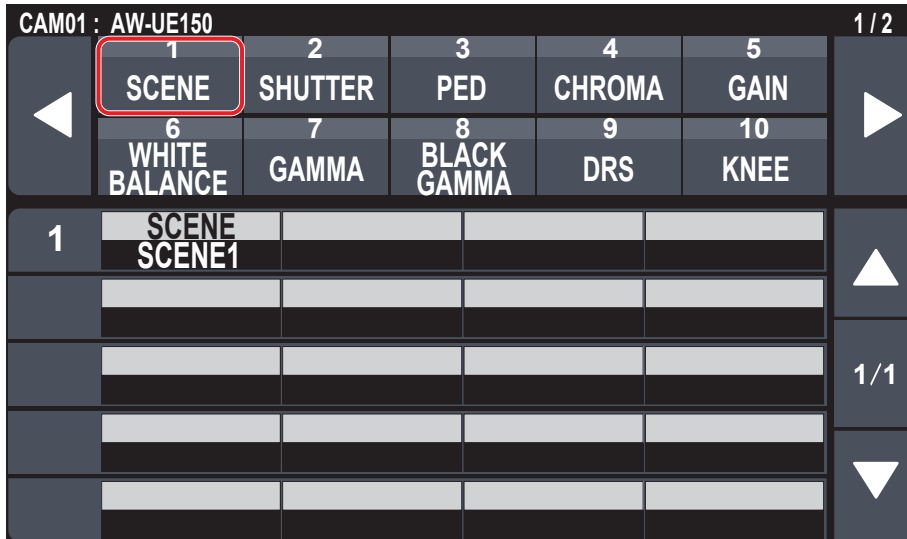 CAM01 : AW-UE150 1/2
1 2 3 4 5
SCENE SHUTTER PED CHROMA GAIN
6 7 8 9 10
WHITE BALANCE GAMMA BLACK GAMMA DRS KNEE
1 SCENE
SCENE1
1/1